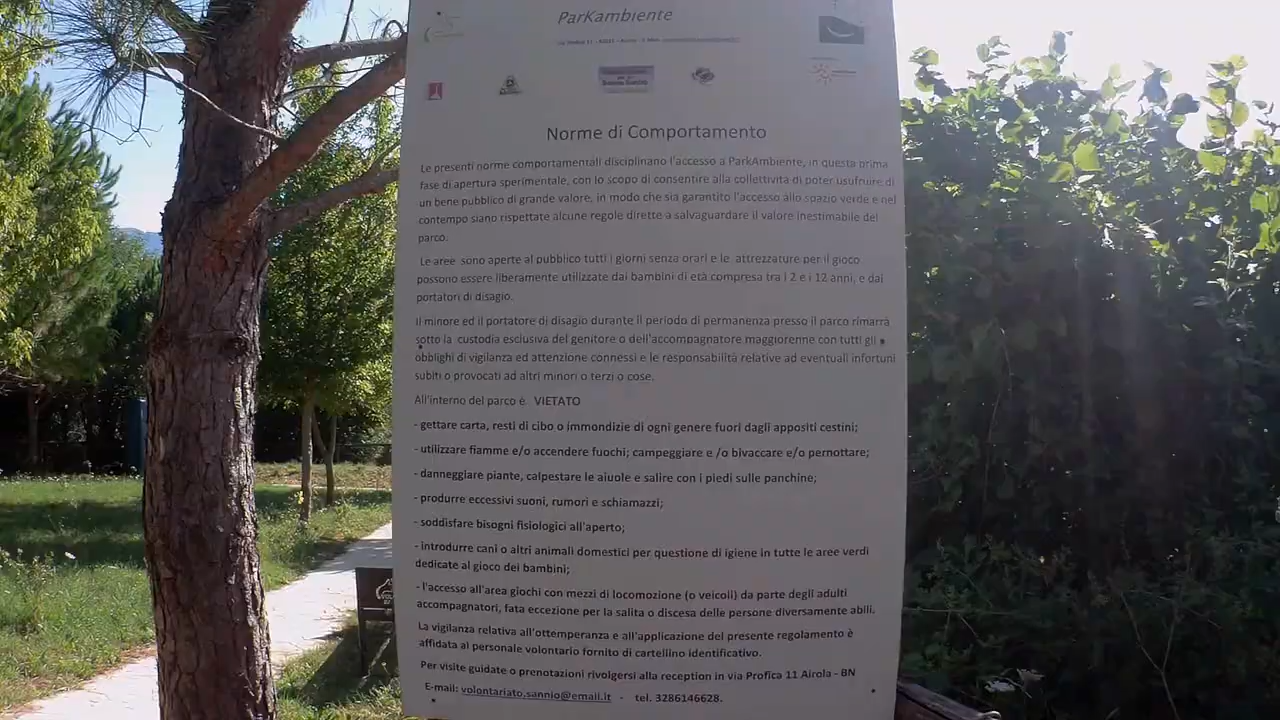 ParKambiente
Norme di Comportamento
Le presenti norme comportamentali disciplinano l'accesso a ParkAmbiente, in questa prima
fase di apertura sperimentale, con lo scopo di consentire alla collettività di poter usufruire di
un bene pubblico di grande valore, in modo che sia garantito l'accesso allo spazio verde e nel
contempo siano rispettate alcune regole dirette a salvaguardare il valore inestimabile del
parco.
Le aree sono aperte al pubblico tutti i giorni senza orari e le attrezzature per il gioco
possono essere liberamente utilizzate dai bambini di età compresa tra i 2 e i 12 anni, e dai
portatori di disagio.
Il minore ed il portatore di disagio durante il periodo di permanenza presso il parco rimarrà
sotto la custodia esclusiva del genitore o dell'accompagnatore maggiorenne con tutti gli
obblighi di vigilanza ed attenzione connessi e le responsabilità relative ad eventuali infortuni
subiti o provocati ad altri minori o terzi o cose.
All'interno del parco è VIETATO
- gettare carta, resti di cibo o immondizie di ogni genere fuori dagli appositi cestini;
- utilizzare fiamme e/o accendere fuochi; campeggiare e /o bivaccare e/o pernottare;
- danneggiare piante, calpestare le aiuole e salire con i piedi sulle panchine;
- produrre eccessivi suoni, rumori e schiamazzi;
- soddisfare bisogni fisiologici all'aperto;
- introdurre cani o altri animali domestici per questione di igiene in tutte le aree verdi
dedicate al gioco dei bambini;
- l'accesso all'area giochi con mezzi di locomozione (o veicoli) da parte degli adulti
accompagnatori, fata eccezione per la salita o discesa delle persone diversamente abili.
La vigilanza relativa all'ottemperanza e all'applicazione del presente regolamento è
affidata al personale volontario fornito di cartellino identificativo.
Per visite guidate o prenotazioni rivolgersi alla reception in via Profica 11 Airola - BN
E-mail: volontariato.sannio@email.it - tel. 3286146628.